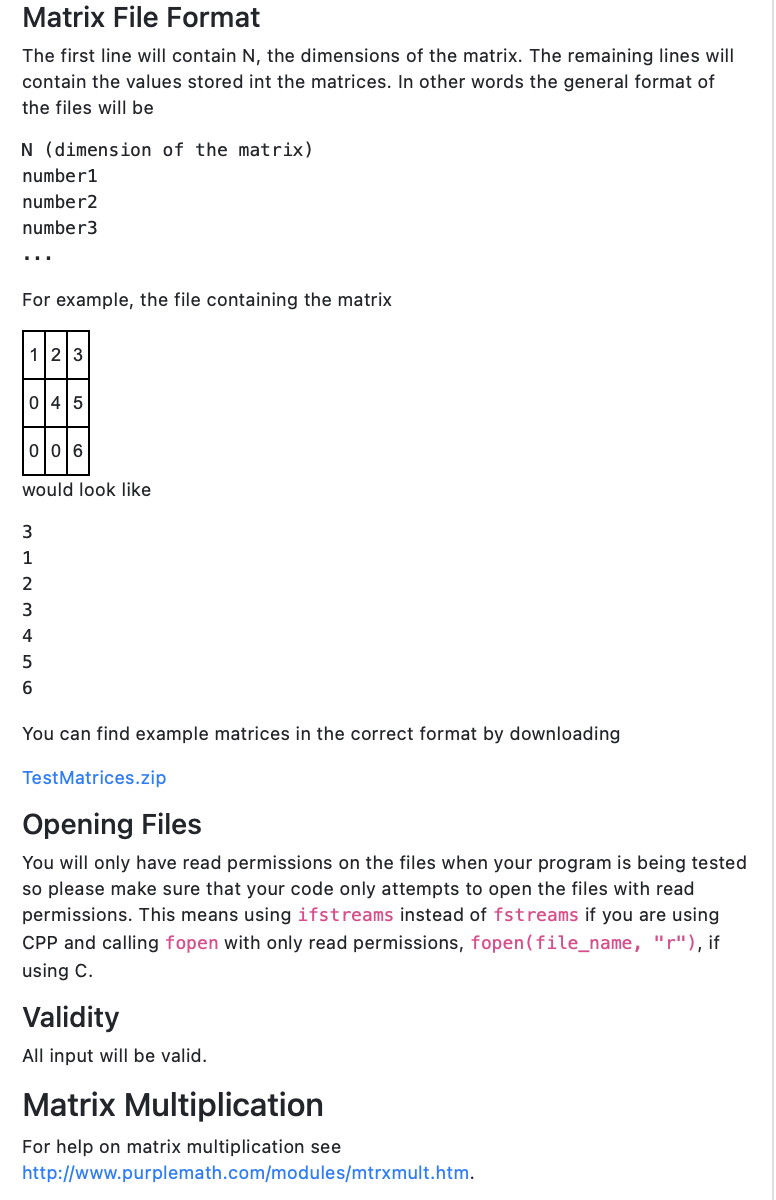 Matrix File Format
The first line will contain N, the dimensions of the matrix. The remaining lines will
contain the values stored int the matrices. In other words the general format of
the files will be
N (dimension of the matrix)
number1
number2
number3
...
For example, the file containing the matrix
1 2 3
0 4 5
0 0 6
would look like
3
1
2
3
4
5
6
You can find example matrices in the correct format by downloading
TestMatrices.zip
Opening Files
You will only have read permissions on the files when your program is being tested
so please make sure that your code only attempts to open the files with read
permissions. This means using ifstreams instead of fstreams if you are using
CPP and calling fopen with only read permissions, fopen(file_name, "r"), if
using C.
Validity
All input will be valid.
Matrix Multiplication
For help on matrix multiplication see
http://www.purplemath.com/modules/mtrxmult.htm.